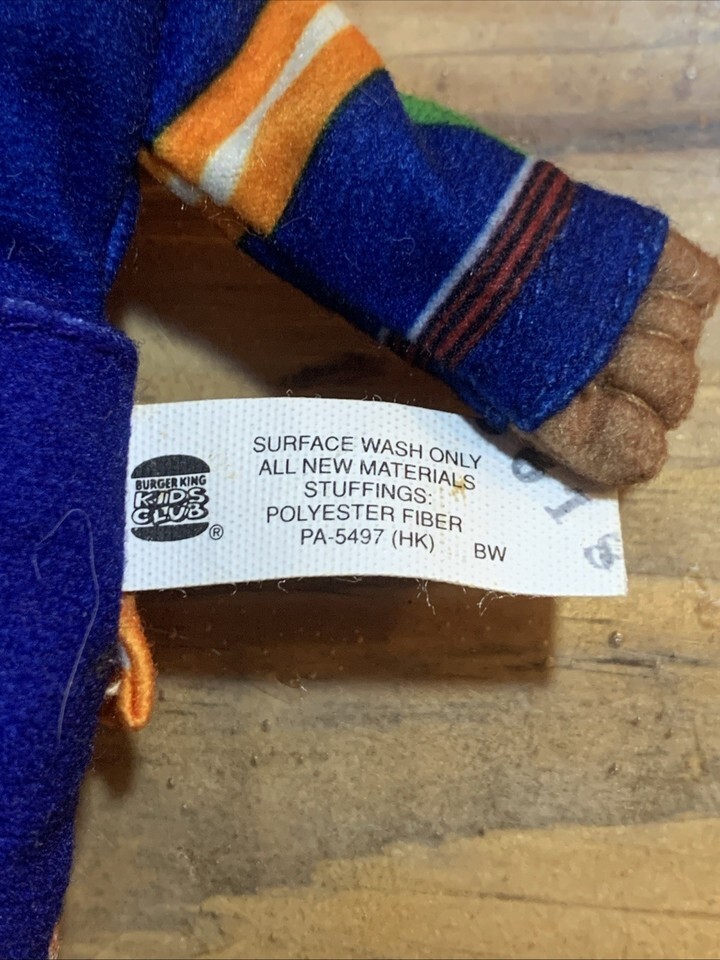 BURGER KING
KIDS
CLUB
®
SURFACE WASH ONLY
ALL NEW MATERIALS
STUFFINGS:
POLYESTER FIBER
PA-5497 (HK) BW